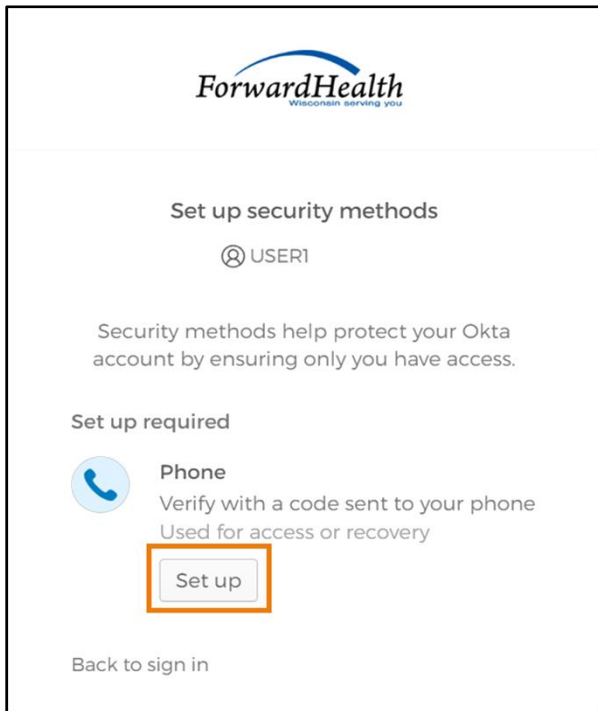 ForwardHealth
Wisconsin serving you
Set up security methods
USER1
Security methods help protect your Okta
account by ensuring only you have access.
Set up required
Phone
Verify with a code sent to your phone
Used for access or recovery
Set up
Back to sign in